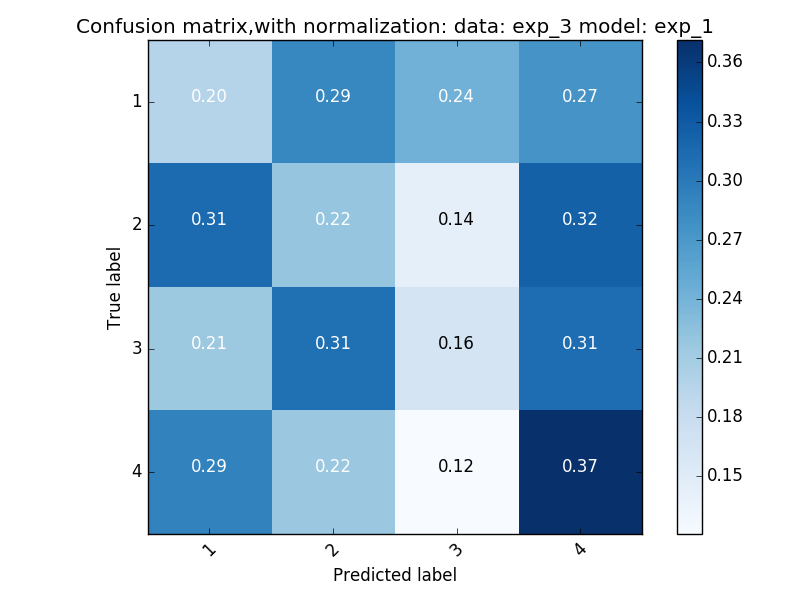 Confusion matrix,with normalization: data: exp_3 model: exp_1
0.36
1 0.20 0.29 0.24 0.27
0.33
0.30
2 0.31 0.22 0.14 0.32
0.27
0.24
True label
3 0.21 0.31 0.16 0.31
0.21
0.18
4 0.29 0.22 0.12 0.37
0.15
1 2 3 4
Predicted label